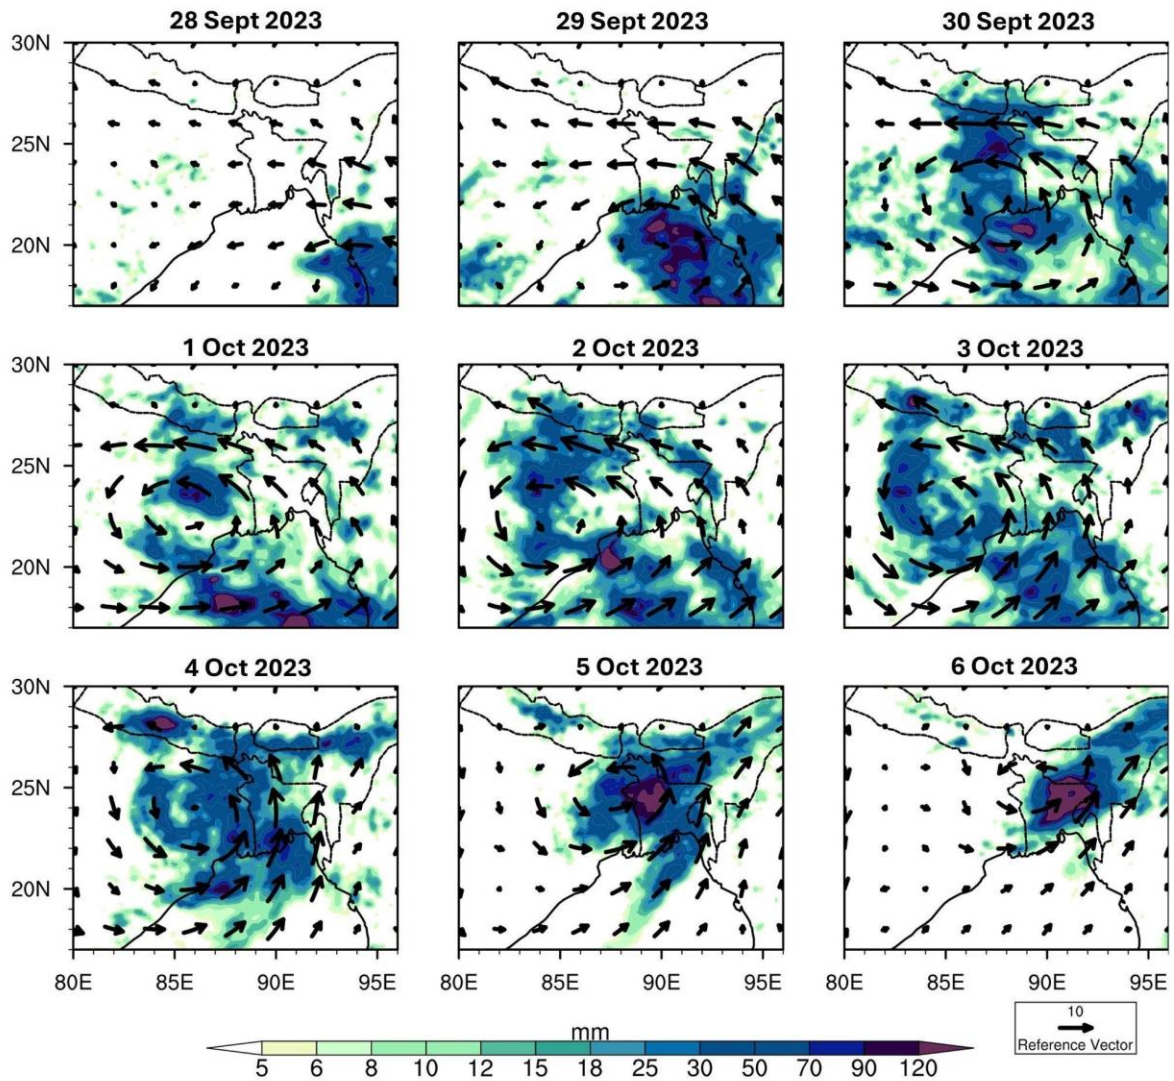 28 Sept 2023
29 Sept 2023
30 Sept 2023
30N
25N
20N
1 Oct 2023
2 Oct 2023
3 Oct 2023
30N
25N
20N
4 Oct 2023
5 Oct 2023
6 Oct 2023
30N
25N
20N
80E 85E 90E 95E 80E 85E 90E 95E 80E 85E 90E 95E
10
Reference Vector
mm
5 6 8 10 12 15 18 25 30 50 70 90 120